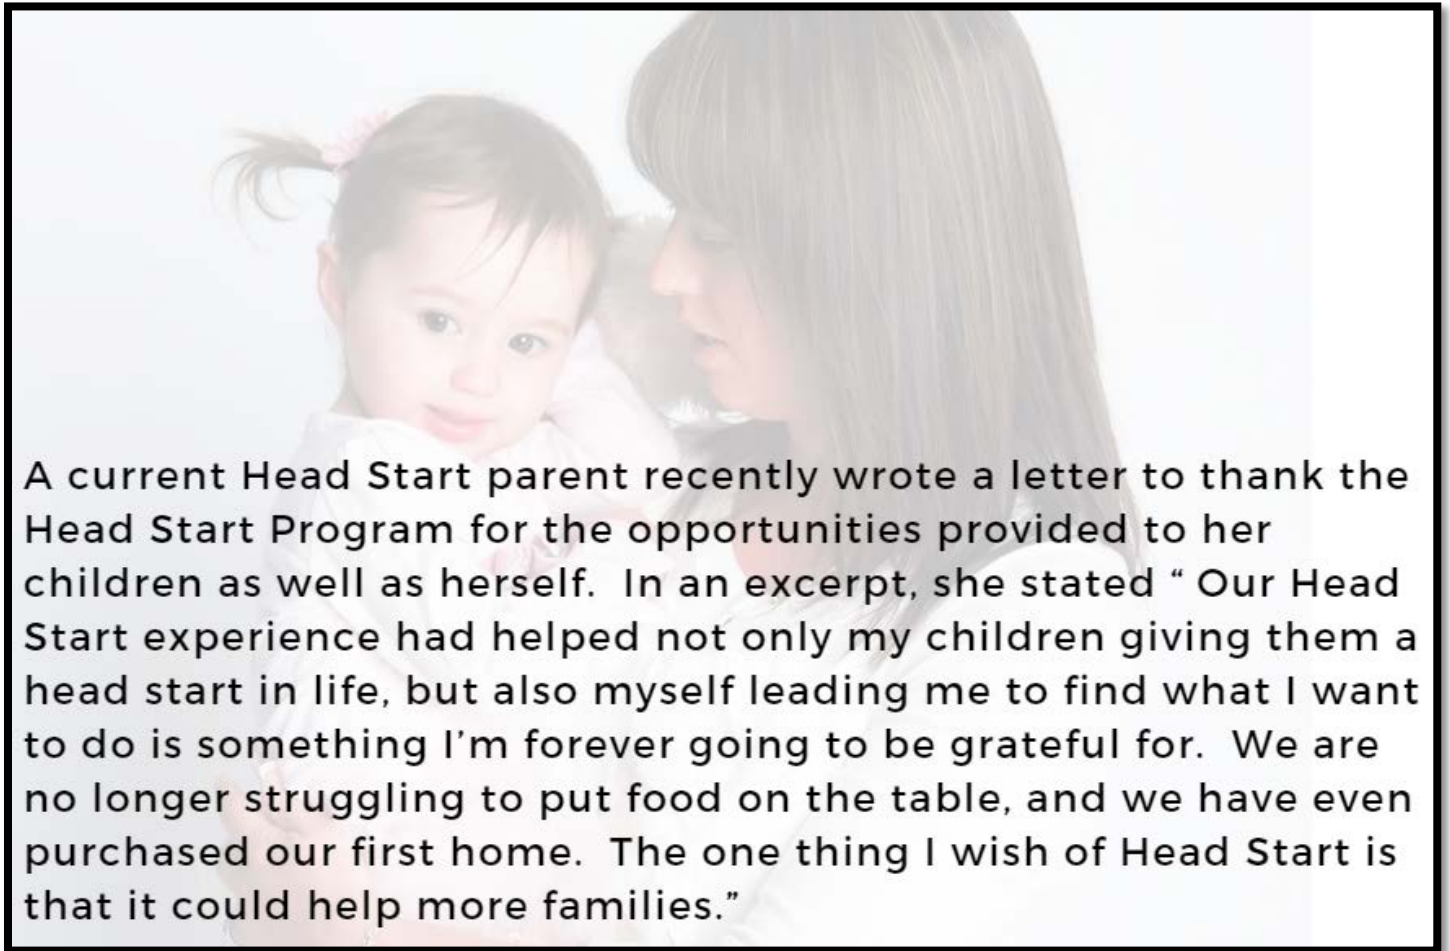 A current Head Start parent recently wrote a letter to thank the
Head Start Program for the opportunities provided to her
children as well as herself.  In an excerpt, she stated “ Our Head
Start experience had helped not only my children giving them a
head start in life, but also myself leading me to find what I want
to do is something I’m forever going to be grateful for.  We are
no longer struggling to put food on the table, and we have even
purchased our first home.  The one thing I wish of Head Start is
that it could help more families.”